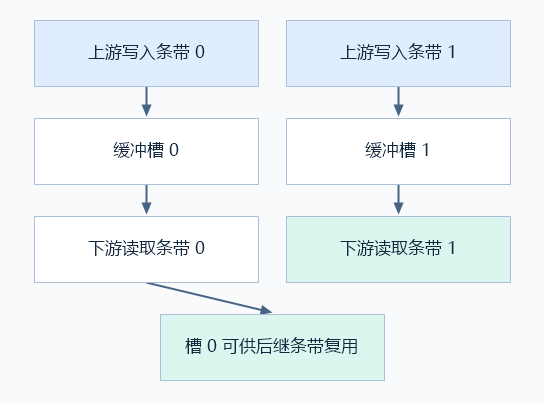 上游写入条带 0
上游写入条带 1
缓冲槽 0
缓冲槽 1
下游读取条带 0
下游读取条带 1
槽 0 可供后继条带复用